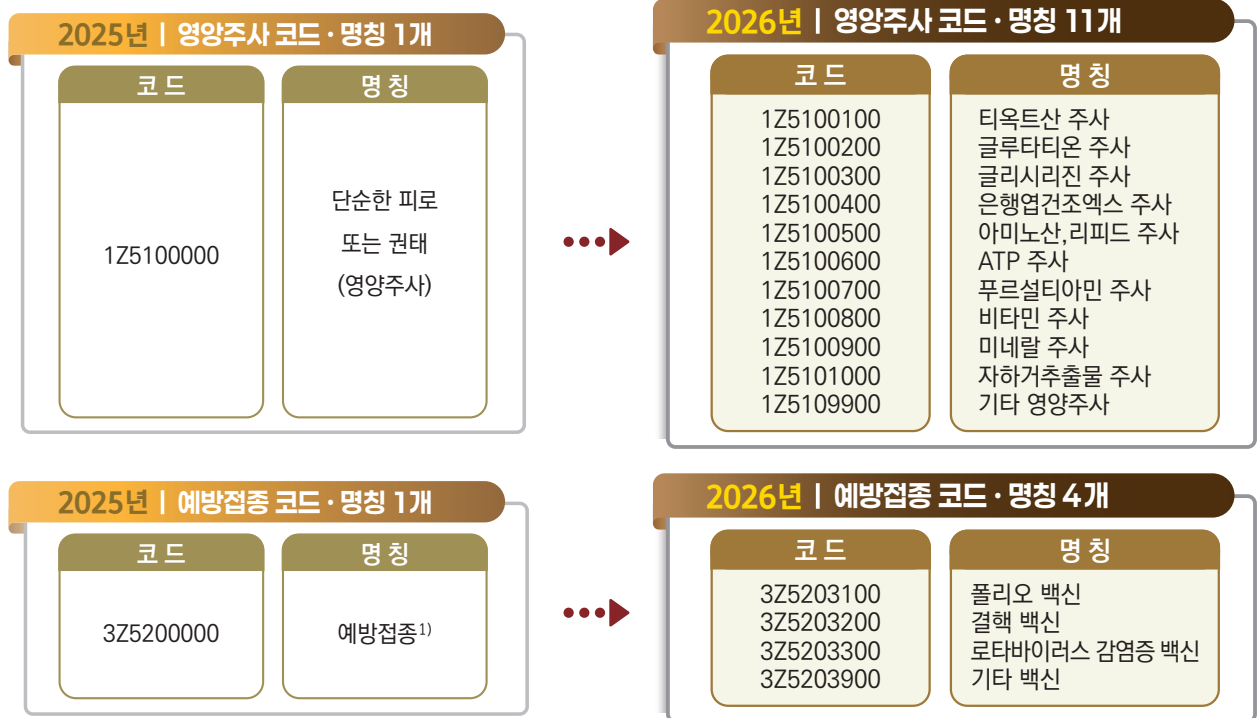 2025년 | 영양주사 코드 · 명칭 1개
코 드
명 칭
1Z5100000
단순한 피로
또는 권태
(영양주사)
2026년 | 영양주사 코드 · 명칭 11개
코 드
명 칭
1Z5100100 티옥트산 주사
1Z5100200 글루타티온 주사
1Z5100300 글리시리진 주사
1Z5100400 은행엽건조엑스 주사
1Z5100500 아미노산,리피드 주사
1Z5100600 ATP 주사
1Z5100700 푸르설티아민 주사
1Z5100800 비타민 주사
1Z5100900 미네랄 주사
1Z5101000 자하거추출물 주사
1Z5109900 기타 영양주사
2025년 | 예방접종 코드 · 명칭 1개
코 드
명 칭
3Z5200000
예방접종1)
2026년 | 예방접종 코드 · 명칭 4개
코 드
명 칭
3Z5203100 폴리오 백신
3Z5203200 결핵 백신
3Z5203300 로타바이러스 감염증 백신
3Z5203900 기타 백신